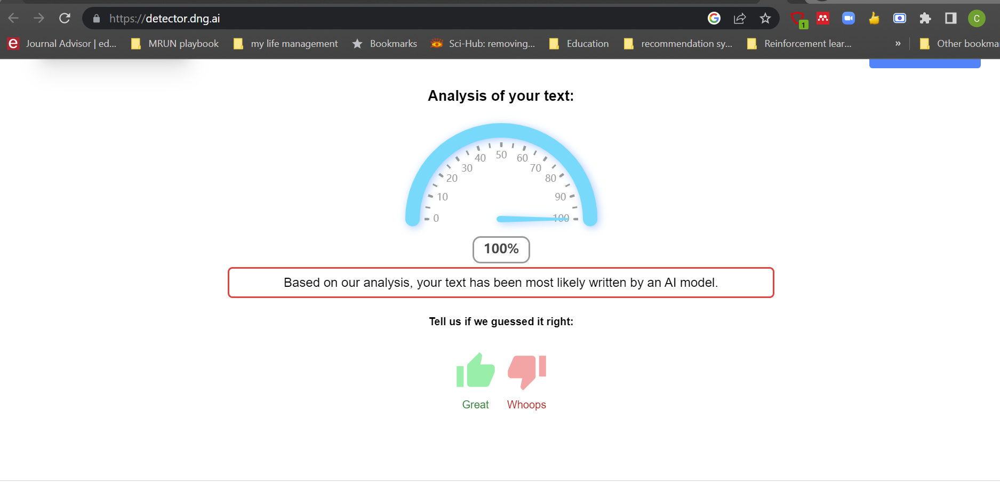 https://detector.dng.ai
1
C
e Journal Advisor | ed... MRUN playbook my life management Bookmarks Sci-Hub: removing... Education recommendation sy... Reinforcement lear... » Other bookma
Analysis of your text:
0 10 20 30 40 50 60 70 80 90 100
100%
Based on our analysis, your text has been most likely written by an AI model.
Tell us if we guessed it right:
Great Whoops